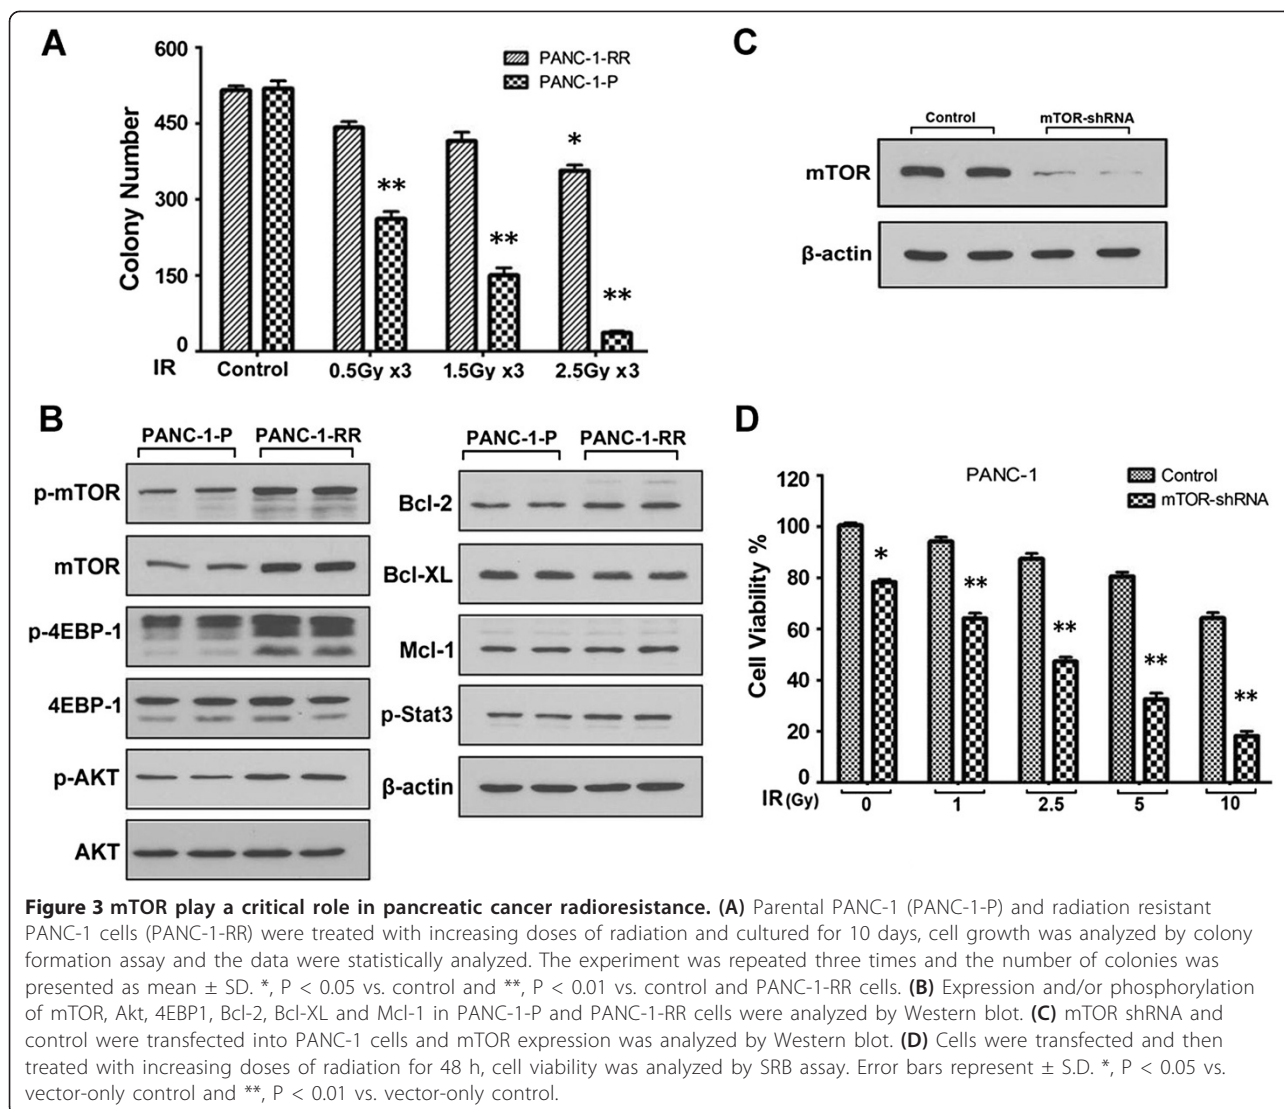 A
600
450
300
150
0
Colony Number
PANC-1-RR
PANC-1-P
**
**
*
**
IR
Control
0.5Gy x3
1.5Gy x3
2.5Gy x3
B
PANC-1-P
PANC-1-RR
p-mTOR
mTOR
p-4EBP-1
4EBP-1
p-AKT
AKT
PANC-1-P
PANC-1-RR
Bcl-2
Bcl-XL
Mcl-1
p-Stat3
β-actin
C
Control
mTOR-shRNA
mTOR
β-actin
D
PANC-1
Control
mTOR-shRNA
120
100
80
60
40
20
0
Cell Viability %
*
**
**
**
**
IR(Gy)
0
1
2.5
5
10
Figure 3 mTOR play a critical role in pancreatic cancer radioresistance. (A) Parental PANC-1 (PANC-1-P) and radiation resistant
PANC-1 cells (PANC-1-RR) were treated with increasing doses of radiation and cultured for 10 days, cell growth was analyzed by colony
formation assay and the data were statistically analyzed. The experiment was repeated three times and the number of colonies was
presented as mean ± SD. *, P < 0.05 vs. control and **, P < 0.01 vs. control and PANC-1-RR cells. (B) Expression and/or phosphorylation
of mTOR, Akt, 4EBP1, Bcl-2, Bcl-XL and Mcl-1 in PANC-1-P and PANC-1-RR cells were analyzed by Western blot. (C) mTOR shRNA and
control were transfected into PANC-1 cells and mTOR expression was analyzed by Western blot. (D) Cells were transfected and then
treated with increasing doses of radiation for 48 h, cell viability was analyzed by SRB assay. Error bars represent ± S.D. *, P < 0.05 vs.
vector-only control and **, P < 0.01 vs. vector-only control.